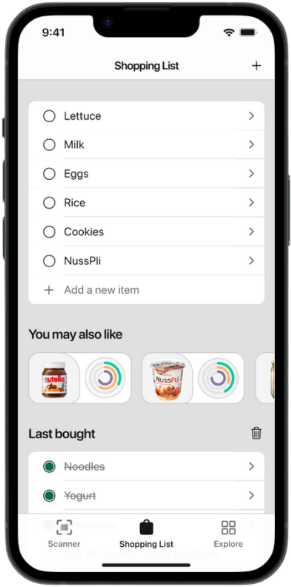 9:41
Shopping List
+
Lettuce
Milk
Eggs
Rice
Cookies
NussPli
+ Add a new item
You may also like
nutella
NUSSPLI
Last bought
Noodles
Yogurt
Scanner
Shopping List
Explore